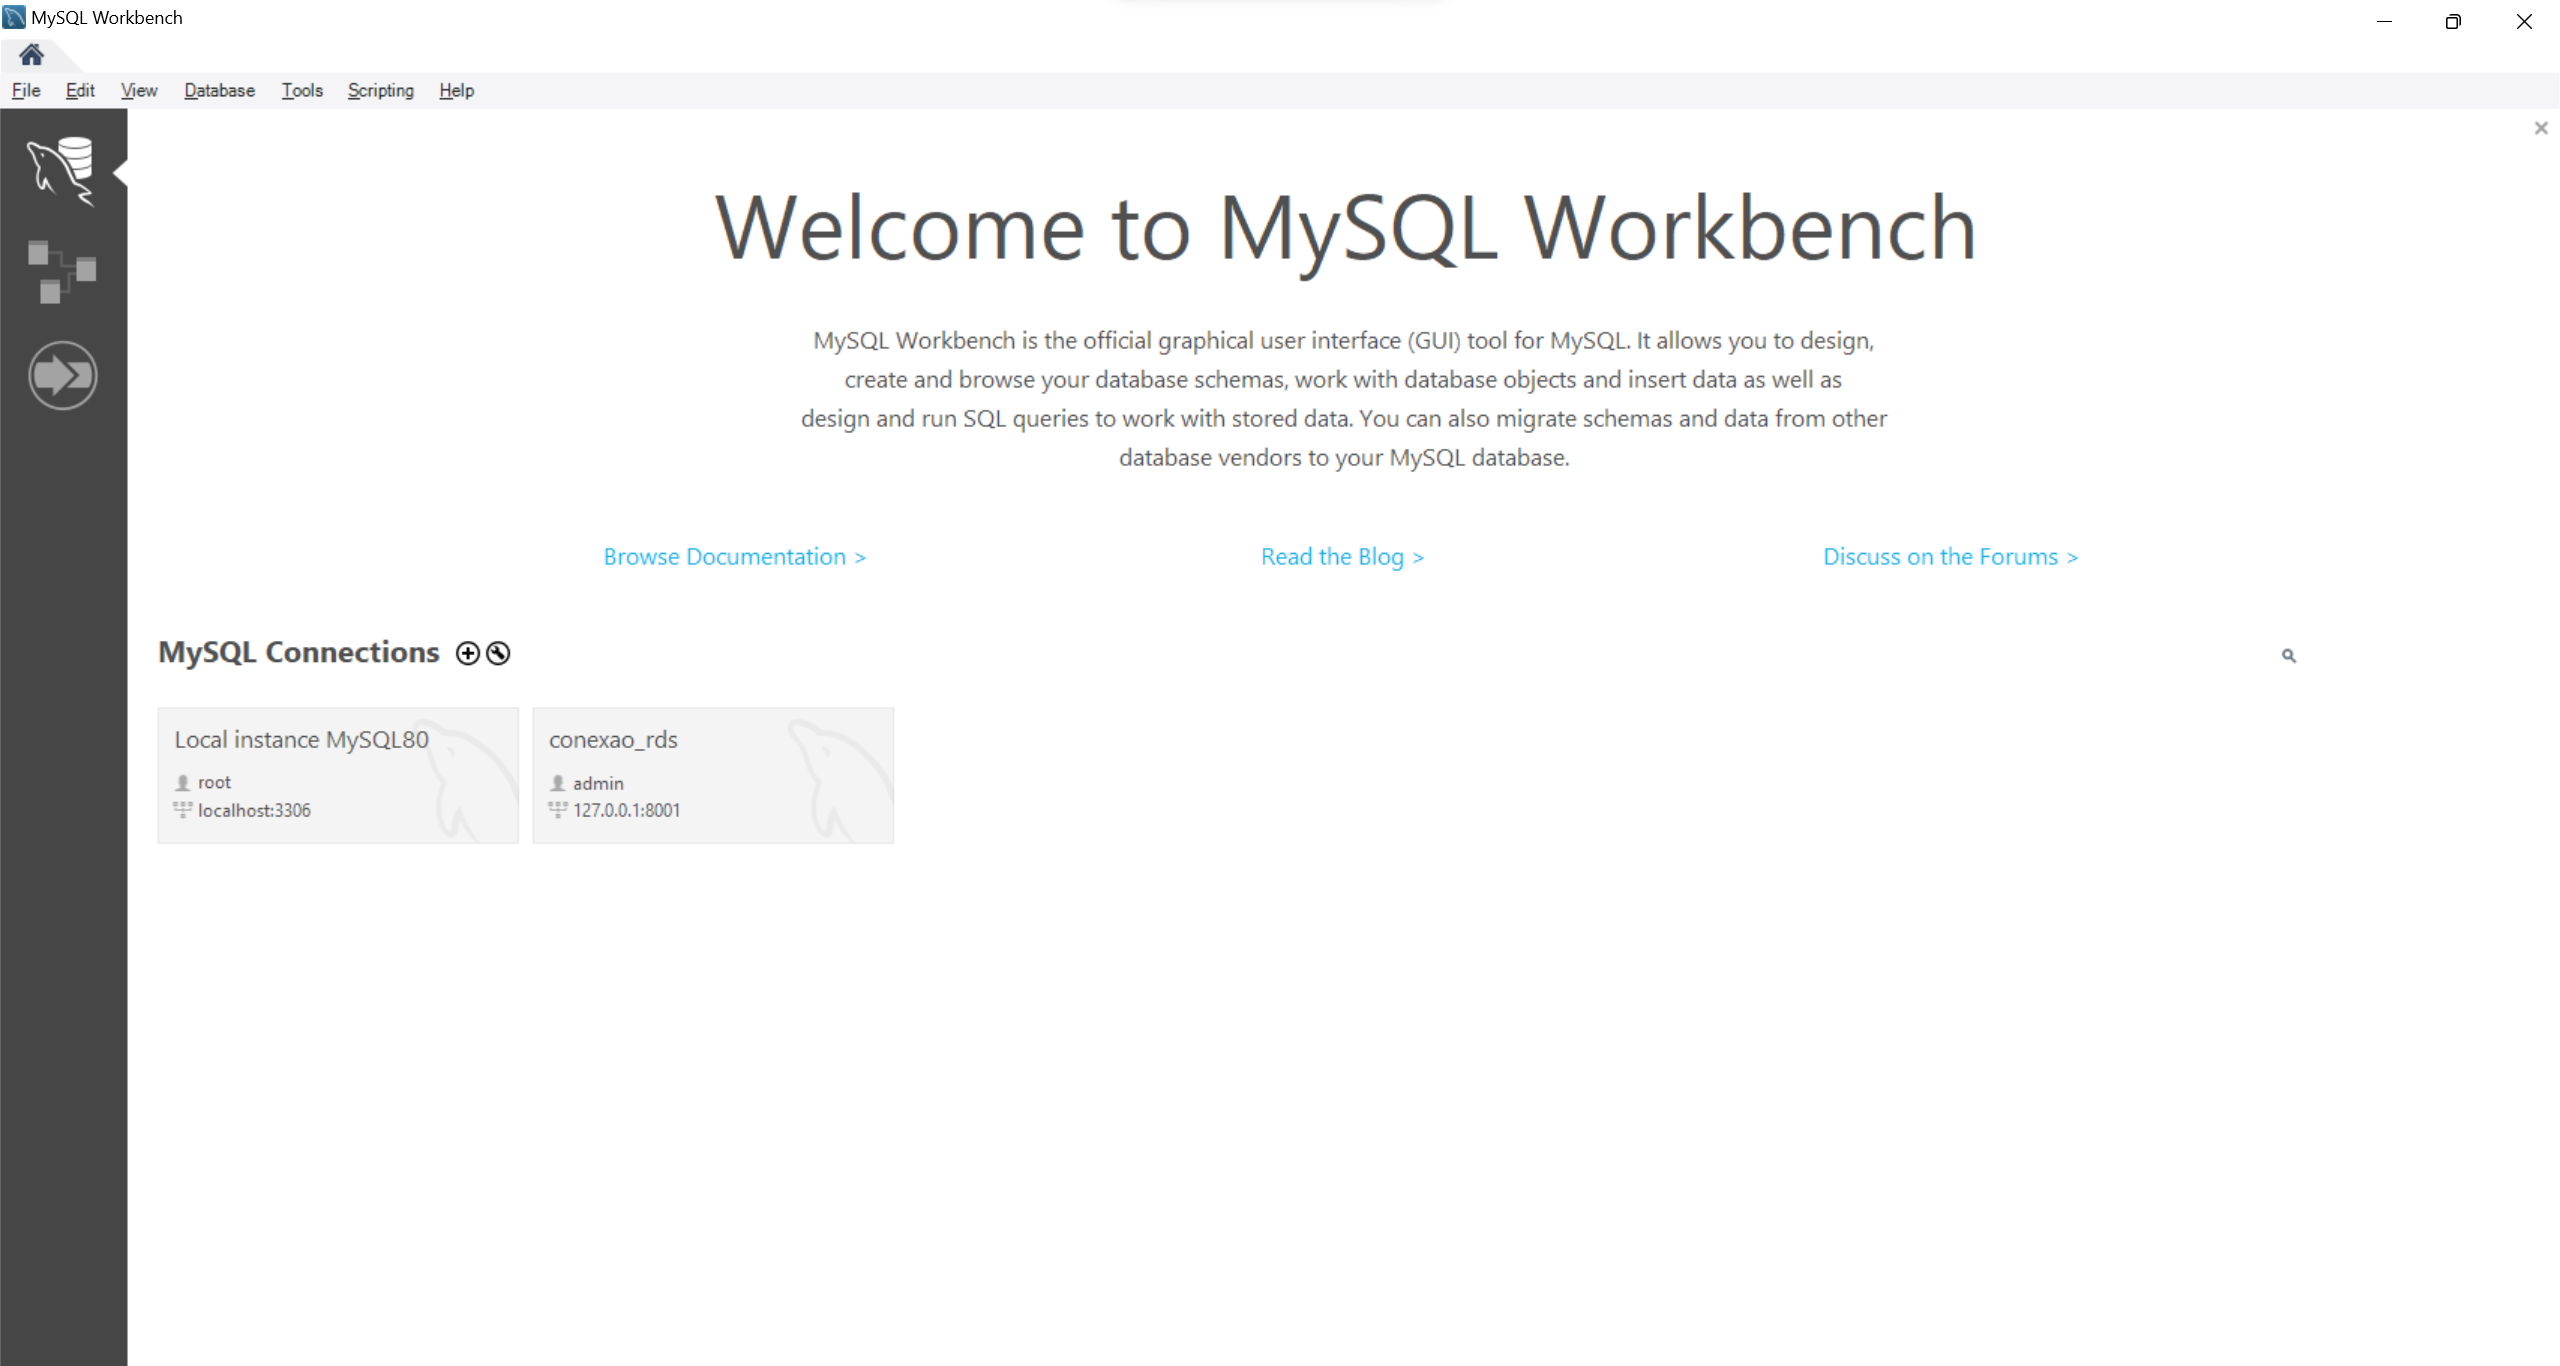 MySQL Workbench
File Edit View Database Tools Scripting Help
Welcome to MySQL Workbench
MySQL Workbench is the official graphical user interface (GUI) tool for MySQL. It allows you to design,
create and browse your database schemas, work with database objects and insert data as well as
design and run SQL queries to work with stored data. You can also migrate schemas and data from other
database vendors to your MySQL database.
Browse Documentation > Read the Blog > Discuss on the Forums >
MySQL Connections
Local instance MySQL80
root
localhost:3306
conexao_rds
admin
127.0.0.1:8001